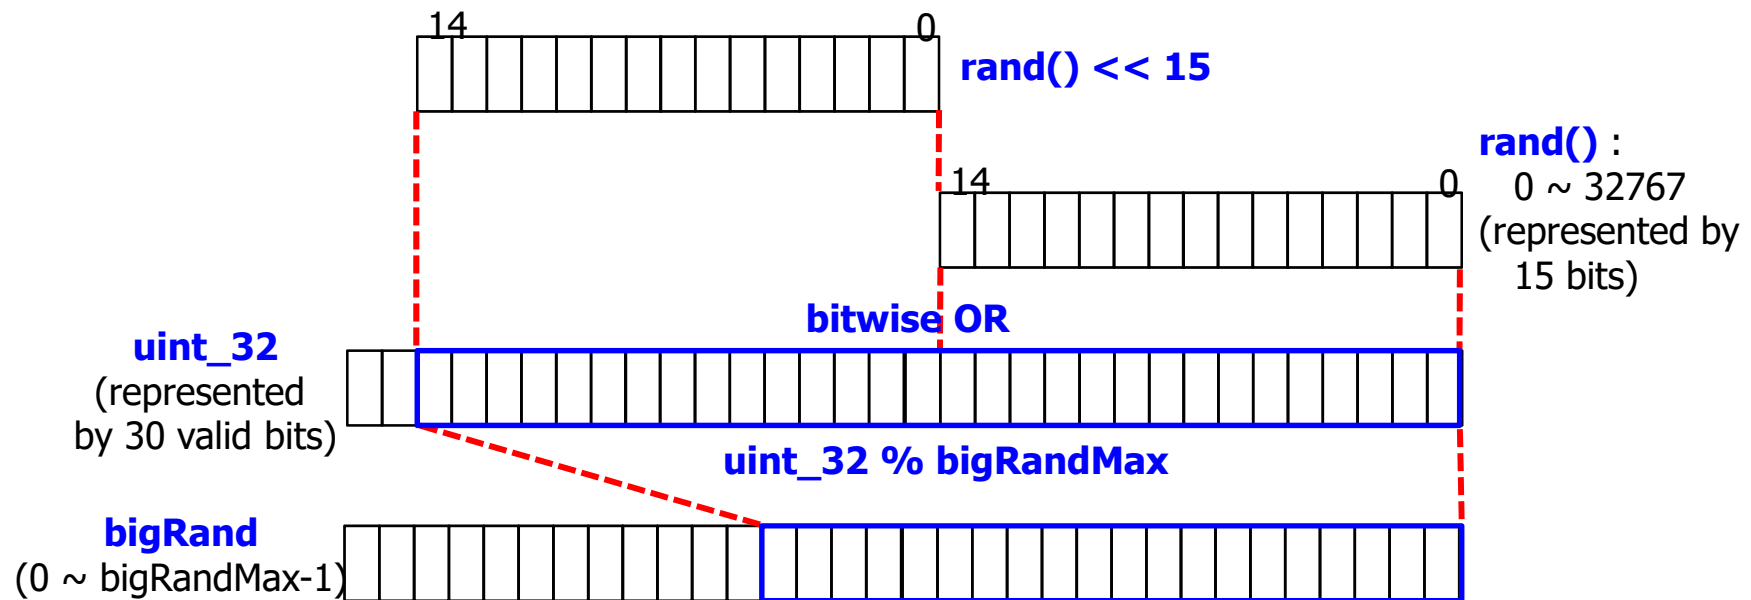 14 0
rand() << 15
rand() :
0 ~ 32767
(represented by
15 bits)
14 0
bitwise OR
uint_32
(represented
by 30 valid bits)
uint_32 % bigRandMax
bigRand
(0 ~ bigRandMax-1)